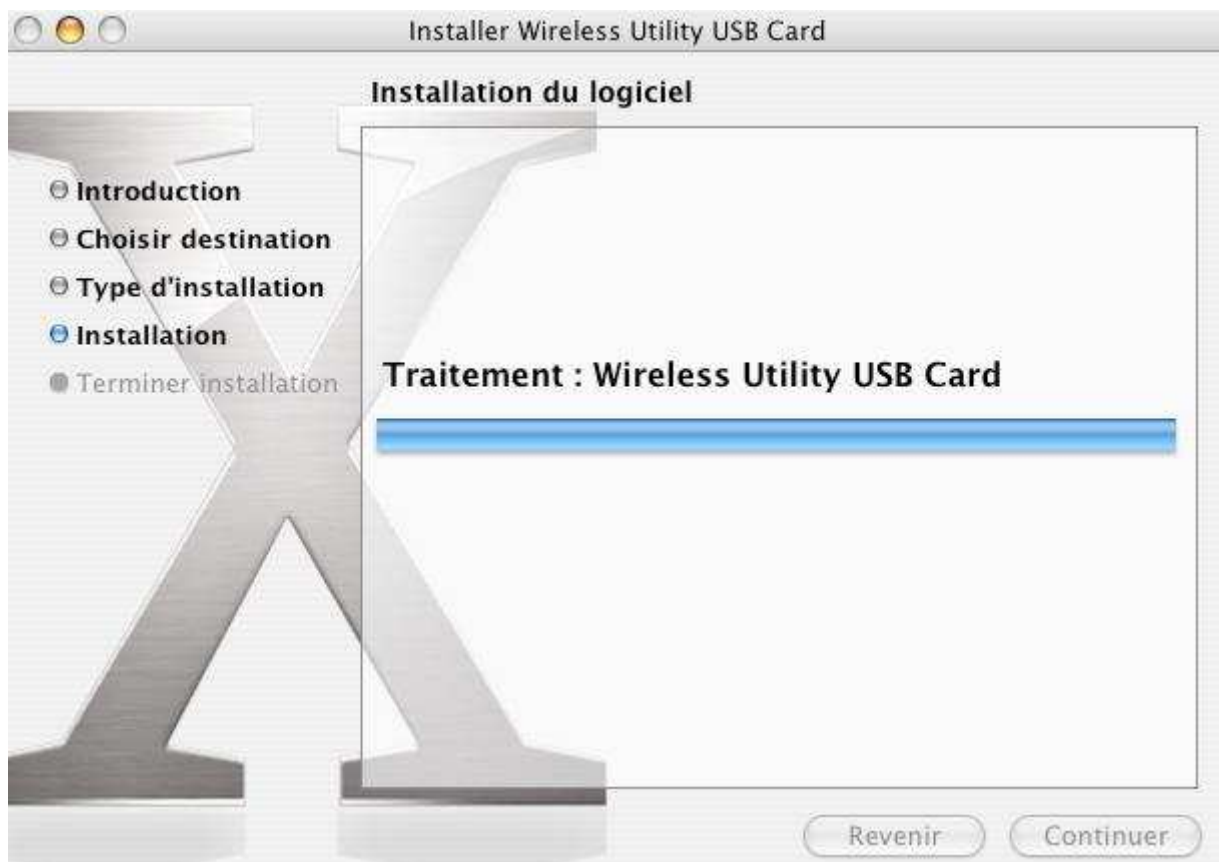 Installer Wireless Utility USB Card
Installation du logiciel
Introduction
Choisir destination
Type d'installation
Installation
Terminer installation
Traitement : Wireless Utility USB Card
Revenir
Continuer